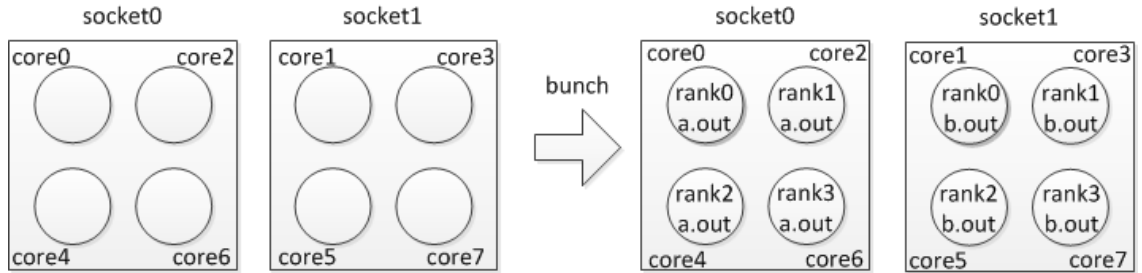 socket0
socket1
core0
core2
core4
core6
core1
core3
core5
core7
bunch
socket0
socket1
core0
core2
rank0
a.out
rank1
a.out
rank2
a.out
rank3
a.out
core4
core6
core1
core3
rank0
b.out
rank1
b.out
rank2
b.out
rank3
b.out
core5
core7